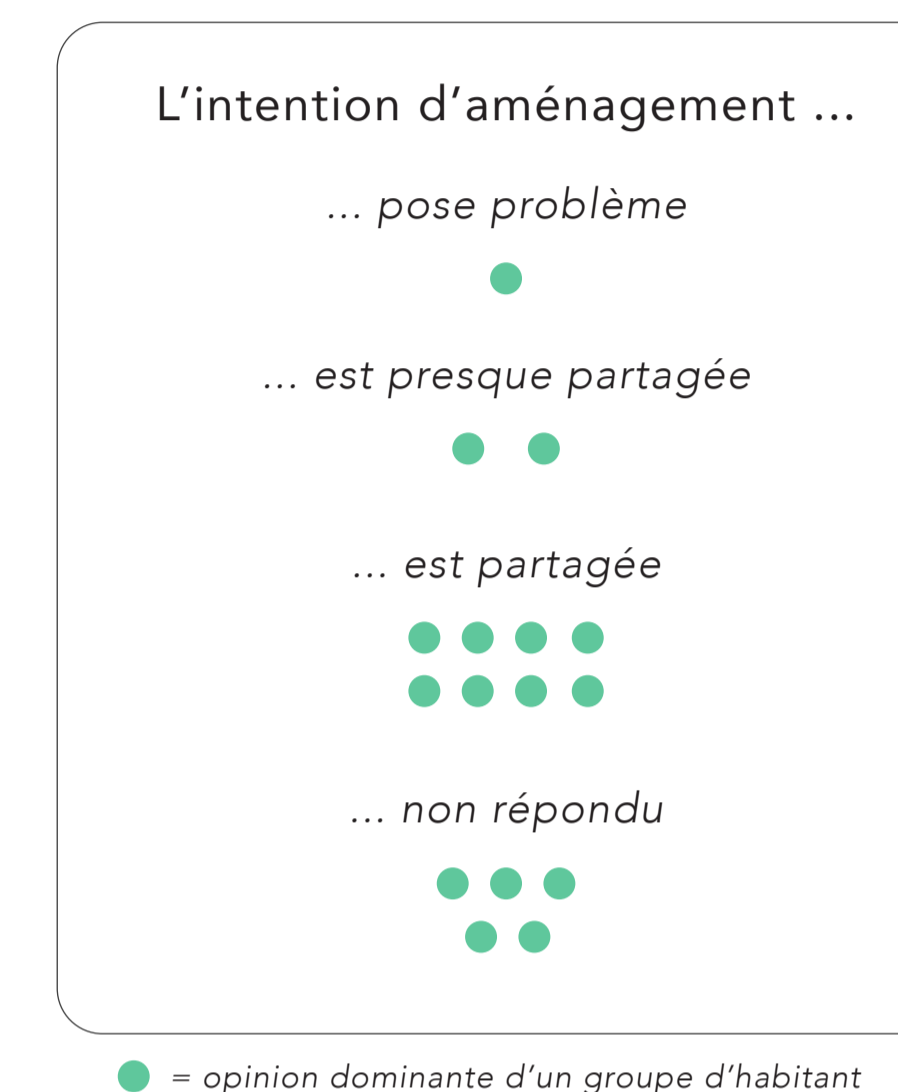 L'intention d'aménagement ...
... pose problème
... est presque partagée
... est partagée
... non répondu
= opinion dominante d'un groupe d'habitant